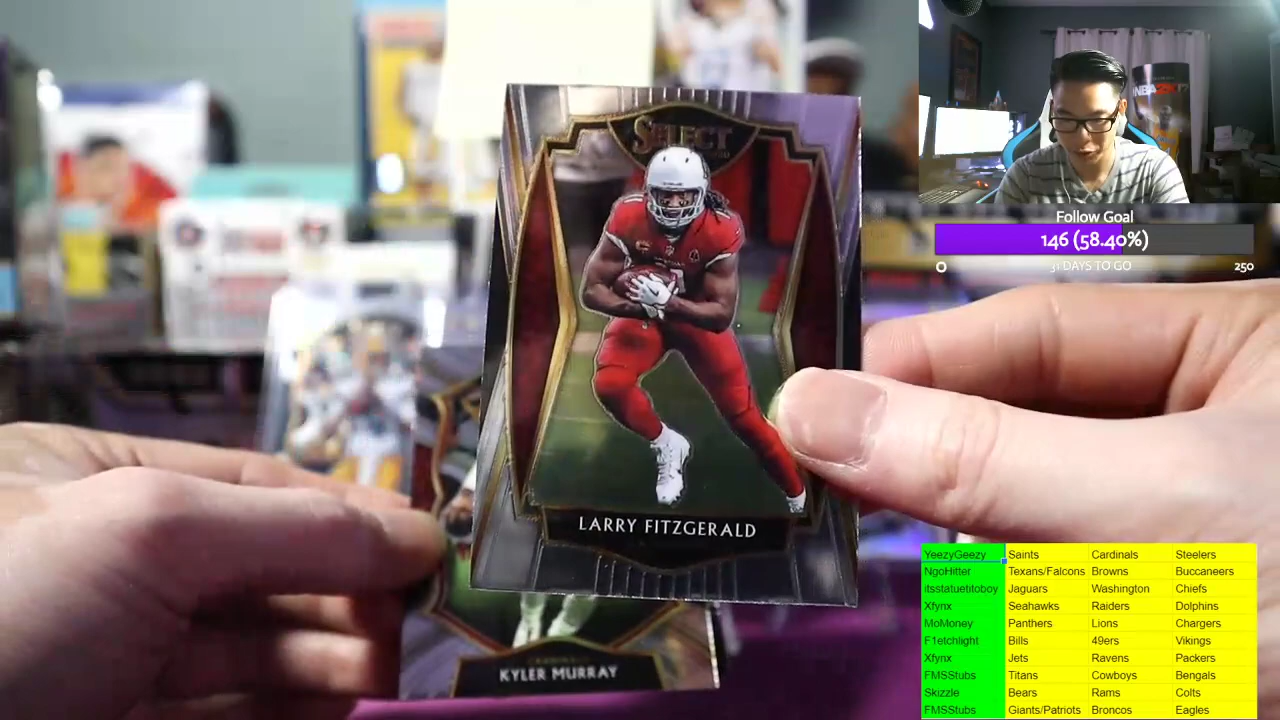 SELECT
LARRY FITZGERALD
KYLER MURRAY
NBA2K17
Follow Goal
146 (58.40%)
0 31 DAYS TO GO 250
YeezyGeezy Saints Cardinals Steelers
NgoHitter Texans/Falcons Browns Buccaneers
itsstatuetitoboy Jaguars Washington Chiefs
Xfynx Seahawks Raiders Dolphins
MoMoney Panthers Lions Chargers
F1etchlight Bills 49ers Vikings
Xfynx Jets Ravens Packers
FMSStubs Titans Cowboys Bengals
Skizzle Bears Rams Colts
FMSStubs Giants/Patriots Broncos Eagles